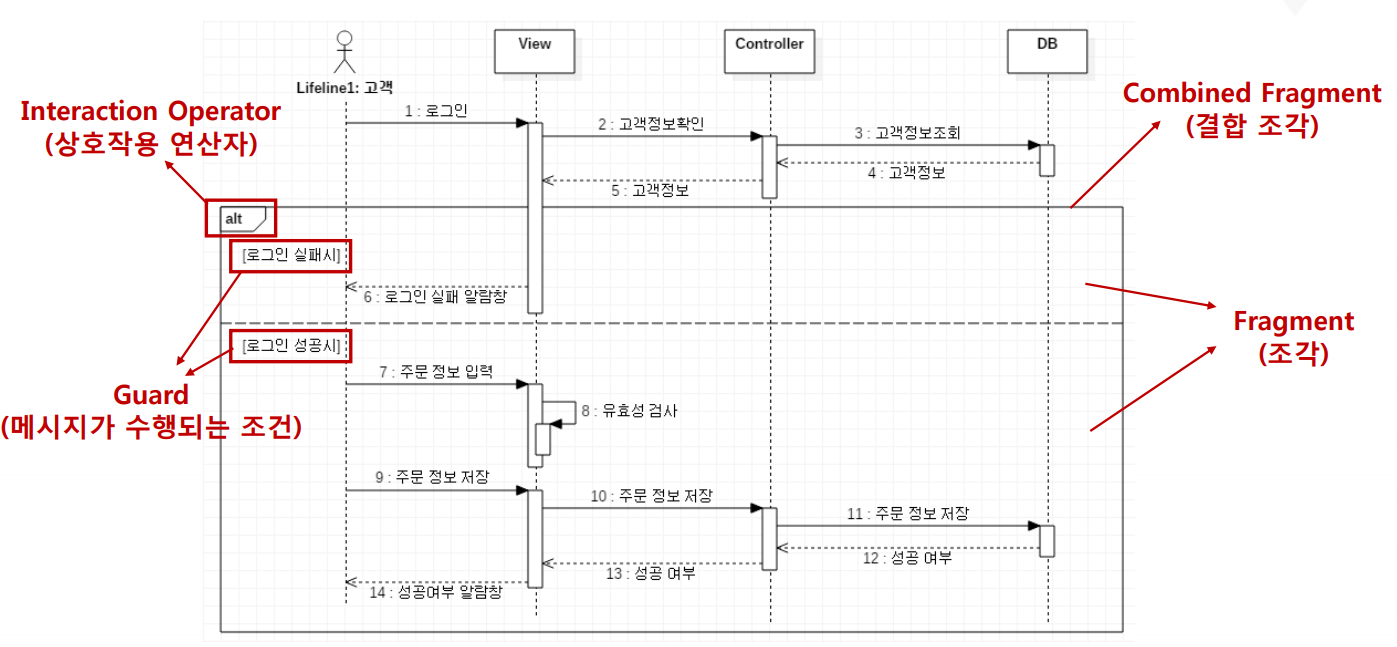 View
Controller
DB
Lifeline1: 고객
Interaction Operator
(상호작용 연산자)
Combined Fragment
(결합 조각)
1 : 로그인
2 : 고객정보확인
3 : 고객정보조회
4 : 고객정보
5 : 고객정보
alt
[로그인 실패시]
6 : 로그인 실패 알람창
Fragment
(조각)
[로그인 성공시]
Guard
(메시지가 수행되는 조건)
7 : 주문 정보 입력
8 : 유효성 검사
9 : 주문 정보 저장
10 : 주문 정보 저장
11 : 주문 정보 저장
12 : 성공 여부
13 : 성공 여부
14 : 성공여부 알람창